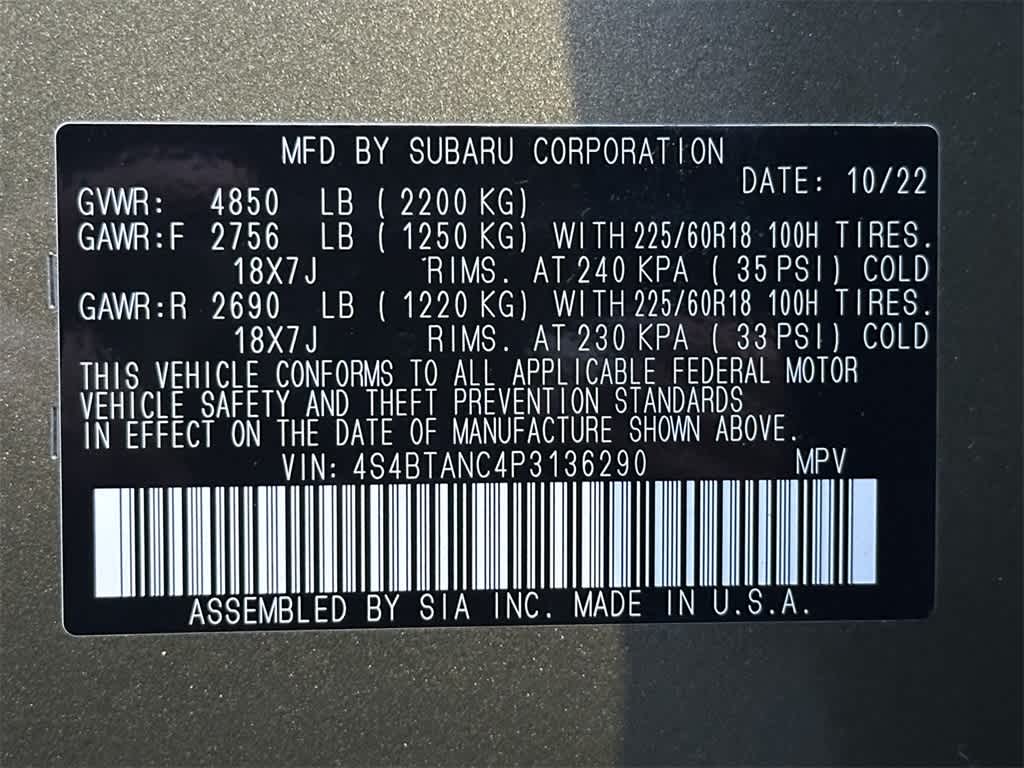 MFD BY SUBARU CORPORATION
DATE: 10/22
GVWR: 4850 LB ( 2200 KG)
GAWR:F 2756 LB ( 1250 KG) WITH 225/60R18 100H TIRES.
18X7J RIMS. AT 240 KPA ( 35 PSI) COLD
GAWR:R 2690 LB ( 1220 KG) WITH 225/60R18 100H TIRES.
18X7J RIMS. AT 230 KPA ( 33 PSI) COLD
THIS VEHICLE CONFORMS TO ALL APPLICABLE FEDERAL MOTOR
VEHICLE SAFETY AND THEFT PREVENTION STANDARDS
IN EFFECT ON THE DATE OF MANUFACTURE SHOWN ABOVE.
VIN: 4S4BTANC4P3136290 MPV
ASSEMBLED BY SIA INC. MADE IN U.S.A.